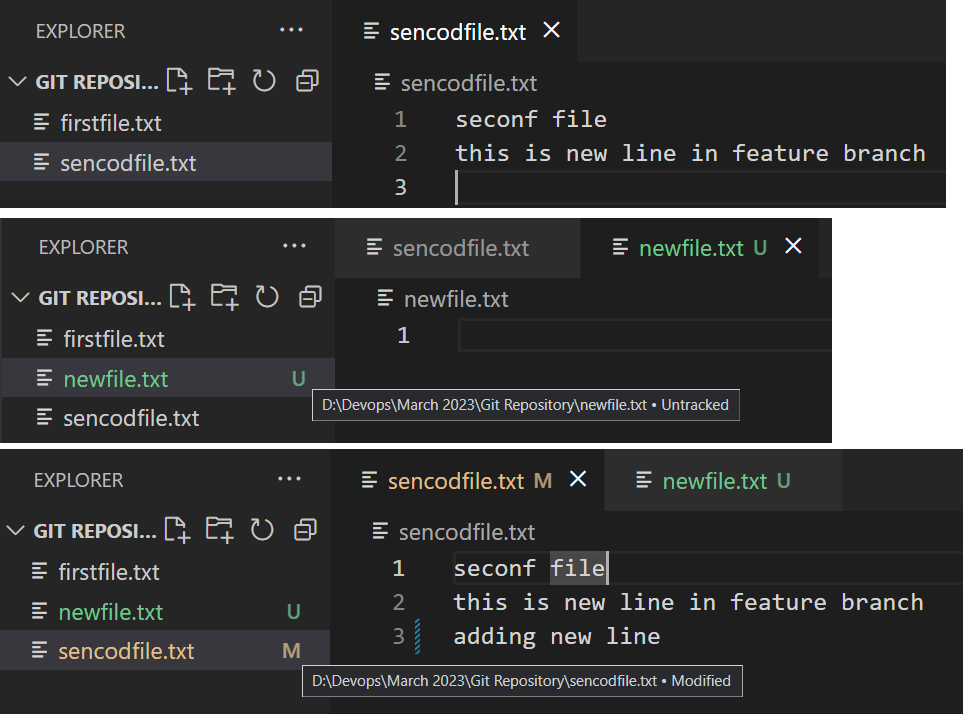 EXPLORER ··· sencodfile.txt
GIT REPOSI... sencodfile.txt
firstfile.txt 1 seconf file
sencodfile.txt 2 this is new line in feature branch
3
EXPLORER ··· sencodfile.txt newfile.txt U
GIT REPOSI... newfile.txt
firstfile.txt 1
newfile.txt U
D:\Devops\March 2023\Git Repository\newfile.txt • Untracked
sencodfile.txt
EXPLORER ··· sencodfile.txt M newfile.txt U
GIT REPOSI... sencodfile.txt
firstfile.txt 1 seconf file
newfile.txt U 2 this is new line in feature branch
sencodfile.txt M 3 adding new line
D:\Devops\March 2023\Git Repository\sencodfile.txt • Modified